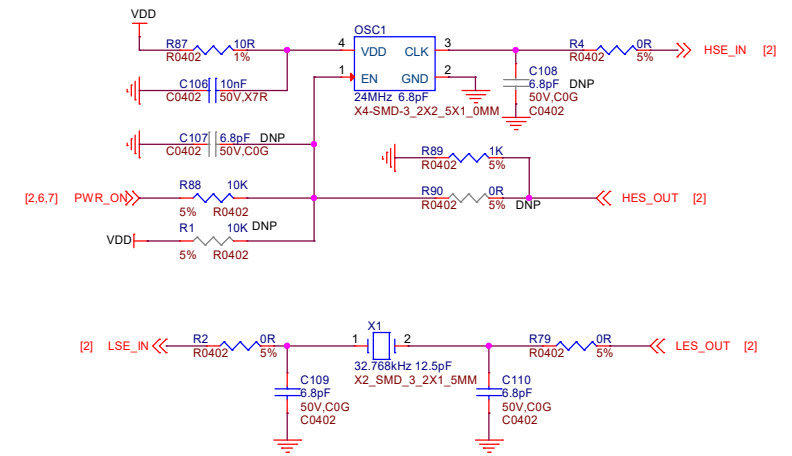 VDD
OSC1
R87 10R
R0402 1%
4 VDD CLK 3
R4 0R
R0402 5%
HSE_IN [2]
1 EN GND 2
C106 10nF
C0402 50V,X7R
C108
6.8pF DNP
50V,C0G
C0402
24MHz 6.8pF
X4-SMD-3_2X2_5X1_0MM
C107 6.8pF DNP
C0402 50V,C0G
R89 1K
R0402 5%
[2,6,7] PWR_ON
R88 10K
5% R0402
R90 0R
R0402 5% DNP
HES_OUT [2]
R1 10K DNP
VDD
5% R0402
X1
[2] LSE_IN
R2 0R
R0402 5%
1 2
R79 0R
R0402 5%
LES_OUT [2]
32.768kHz 12.5pF
X2_SMD_3_2X1_5MM
C109
6.8pF
50V,C0G
C0402
C110
6.8pF
50V,C0G
C0402